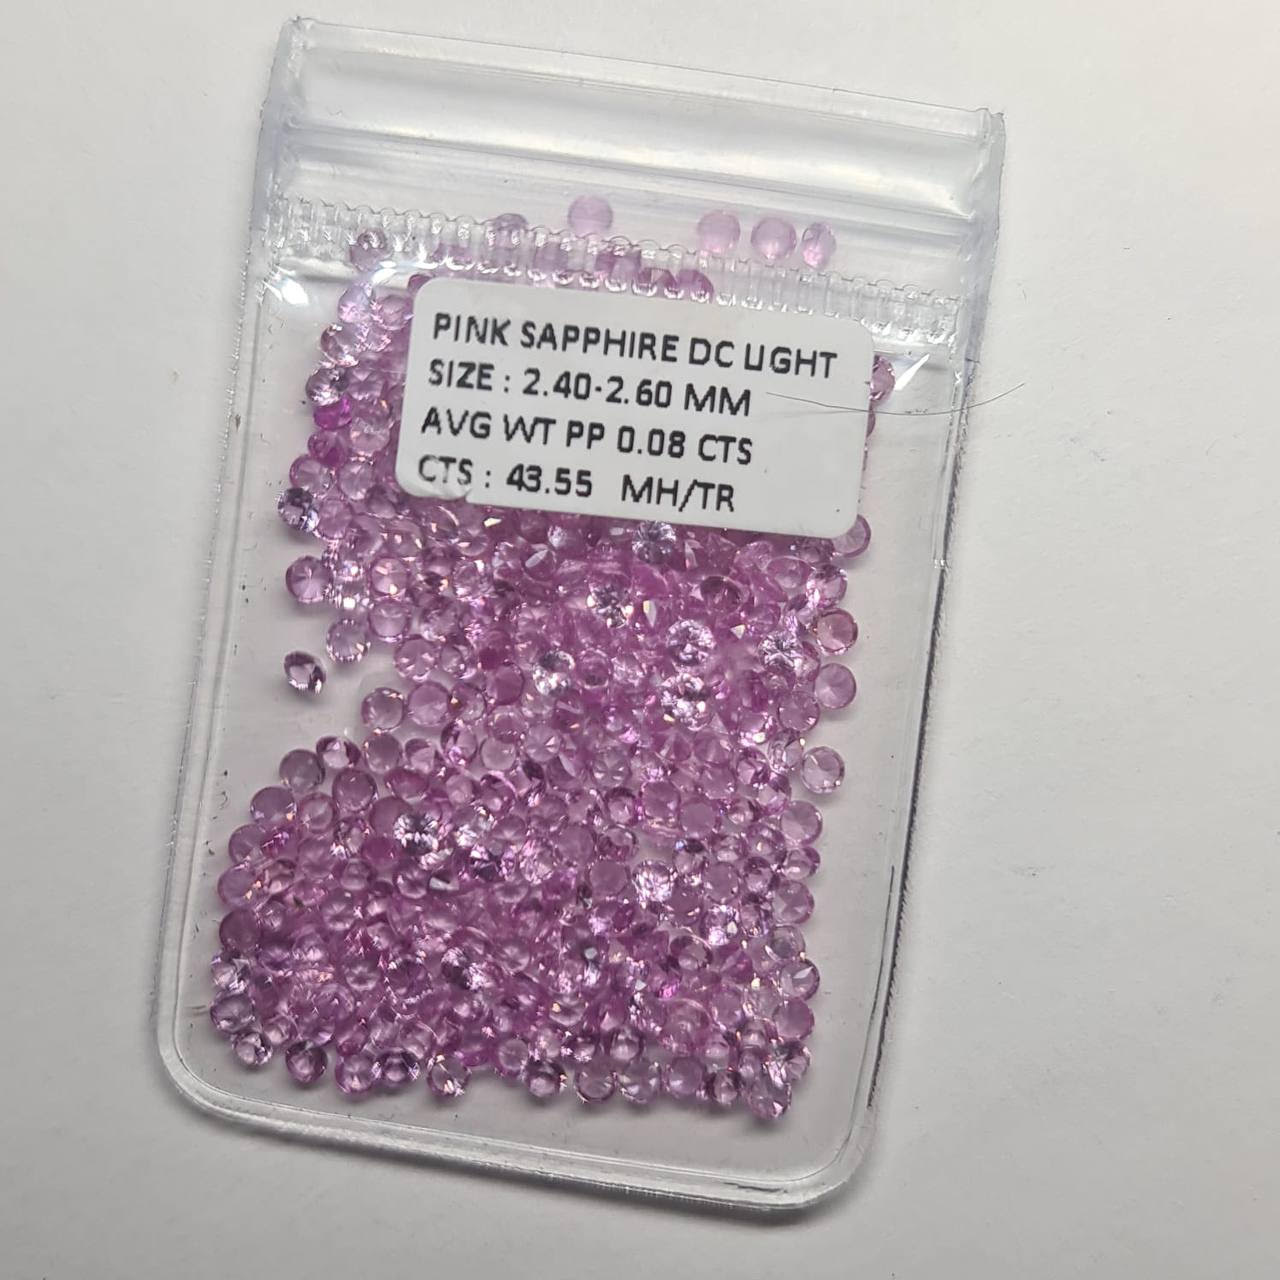 PINK SAPPHIRE DC LIGHT
SIZE : 2.40-2.60 MM
AVG WT PP 0.08 CTS
CTS : 43.55 MH/TR